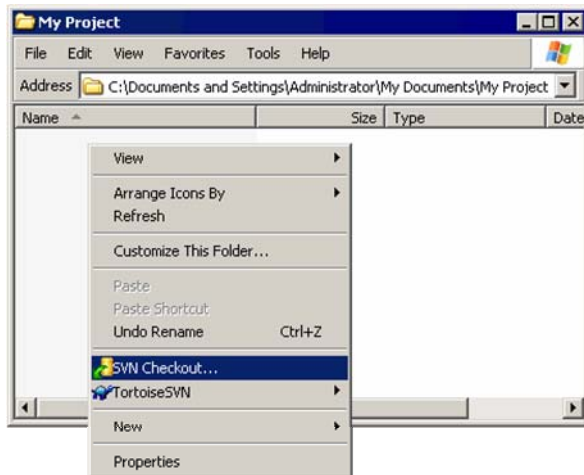 My Project
File Edit View Favorites Tools Help
Address C:\Documents and Settings\Administrator\My Documents\My Project
Name Size Type Date
View
Arrange Icons By
Refresh
Customize This Folder...
Paste
Paste Shortcut
Undo Rename Ctrl+Z
SVN Checkout...
TortoiseSVN
New
Properties